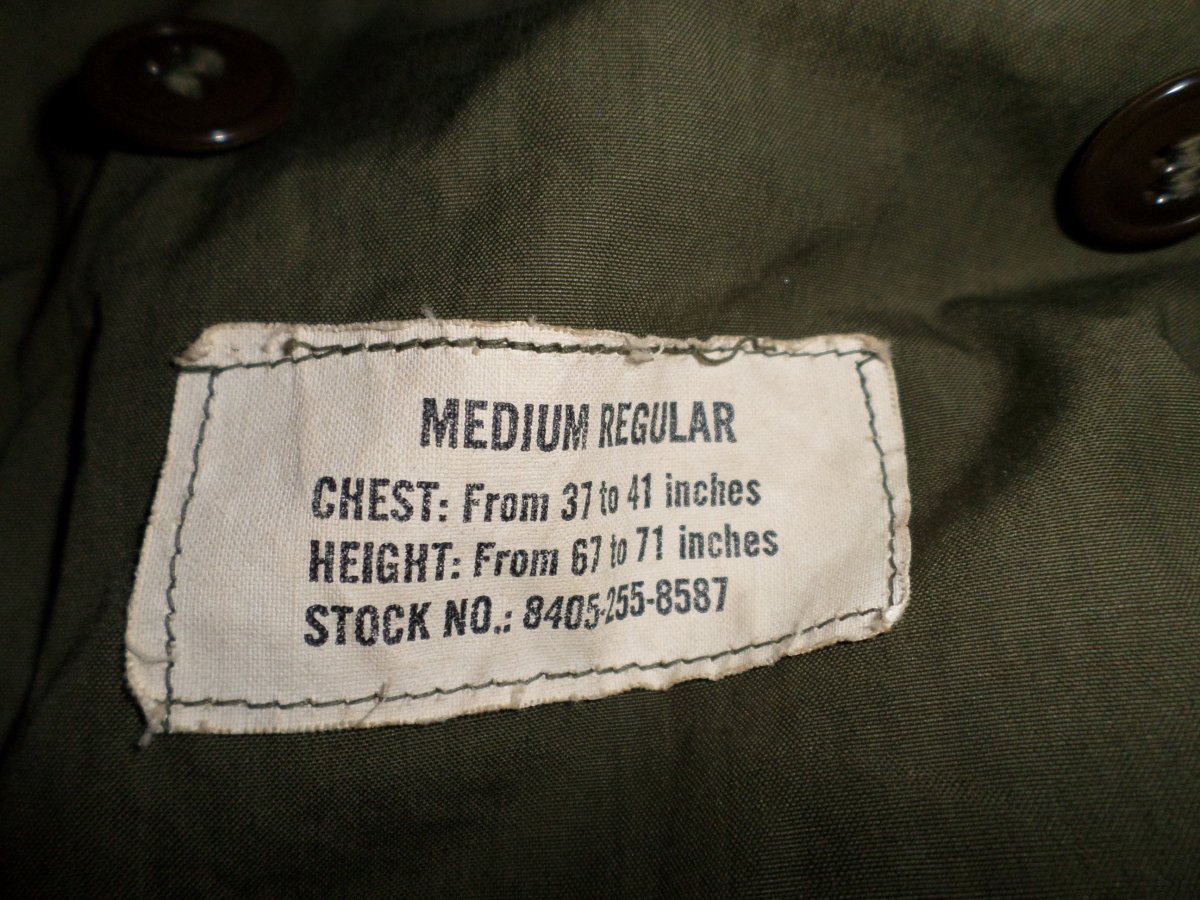 MEDIUM REGULAR
CHEST: From 37 to 41 inches
HEIGHT: From 67 to 71 inches
STOCK NO.: 8405-255-8587